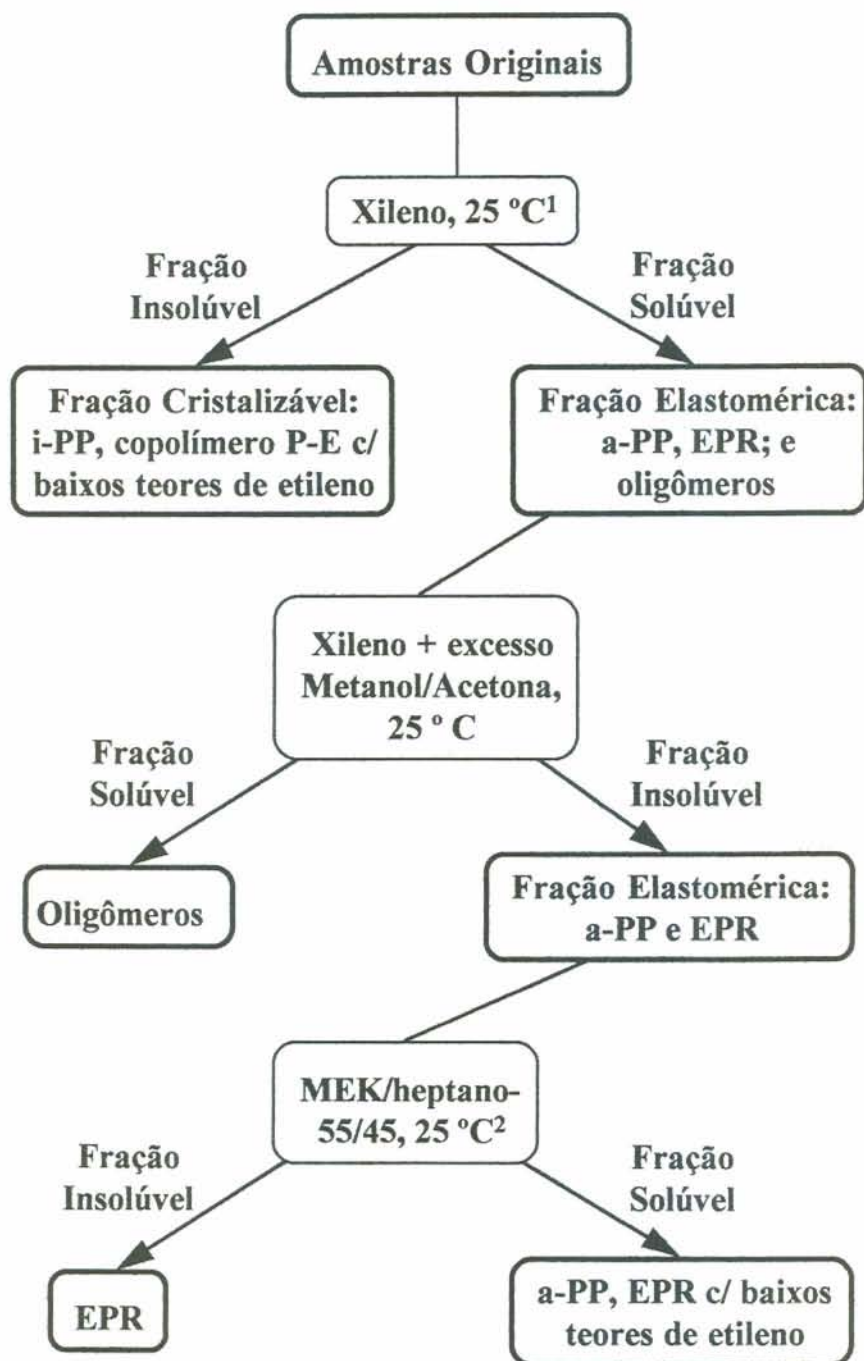 Amostras Originais
Xileno, 25 ºC¹
Fração
Insolúvel
Fração
Solúvel
Fração Cristalizável:
i-PP, copolímero P-E c/
baixos teores de etileno
Fração Elastomérica:
a-PP, EPR; e
oligômeros
Xileno + excesso
Metanol/Acetona,
25 º C
Fração
Solúvel
Fração
Insolúvel
Oligômeros
Fração Elastomérica:
a-PP e EPR
MEK/heptano-
55/45, 25 ºC²
Fração
Insolúvel
Fração
Solúvel
EPR
a-PP, EPR c/ baixos
teores de etileno